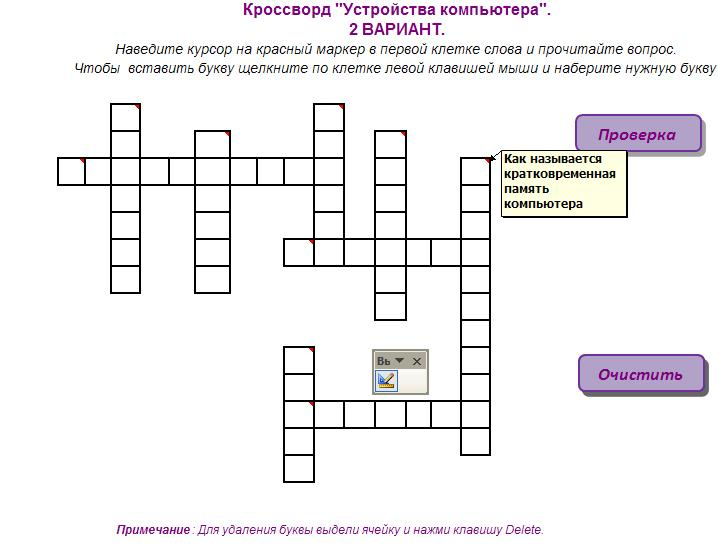 Кроссворд "Устройства компьютера".
2 ВАРИАНТ.
Наведите курсор на красный маркер в первой клетке слова и прочитайте вопрос.
Чтобы вставить букву щелкните по клетке левой клавишей мыши и наберите нужную букву
Проверка
Как называется
кратковременная
память
компьютера
Вы
Очистить
Примечание : Для удаления буквы выдели ячейку и нажми клавишу Delete.